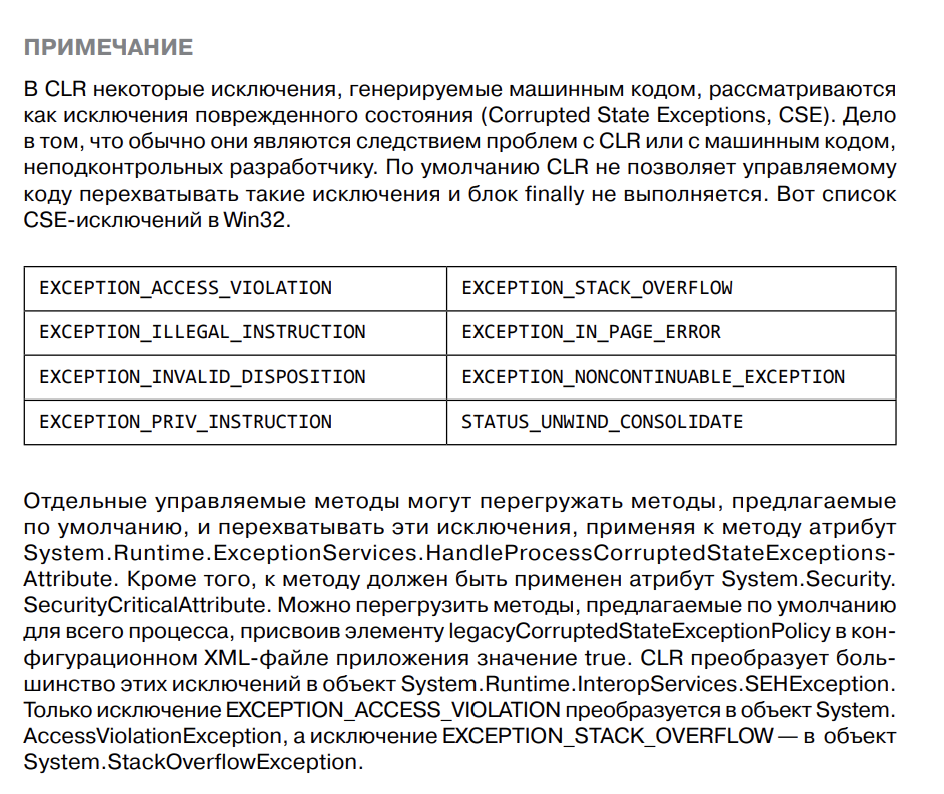 ПРИМЕЧАНИЕ
В CLR некоторые исключения, генерируемые машинным кодом, рассматриваются
как исключения поврежденного состояния (Corrupted State Exceptions, CSE). Дело
в том, что обычно они являются следствием проблем с CLR или с машинным кодом,
неподконтрольных разработчику. По умолчанию CLR не позволяет управляемому
коду перехватывать такие исключения и блок finally не выполняется. Вот список
CSE-исключений в Win32.
EXCEPTION_ACCESS_VIOLATION EXCEPTION_STACK_OVERFLOW
EXCEPTION_ILLEGAL_INSTRUCTION EXCEPTION_IN_PAGE_ERROR
EXCEPTION_INVALID_DISPOSITION EXCEPTION_NONCONTINUABLE_EXCEPTION
EXCEPTION_PRIV_INSTRUCTION STATUS_UNWIND_CONSOLIDATE
Отдельные управляемые методы могут перегружать методы, предлагаемые
по умолчанию, и перехватывать эти исключения, применяя к методу атрибут
System.Runtime.ExceptionServices.HandleProcessCorruptedStateExceptions-
Attribute. Кроме того, к методу должен быть применен атрибут System.Security.
SecurityCriticalAttribute. Можно перегрузить методы, предлагаемые по умолчанию
для всего процесса, присвоив элементу legacyCorruptedStateExceptionPolicy в кон-
фигурационном XML-файле приложения значение true. CLR преобразует боль-
шинство этих исключений в объект System.Runtime.InteropServices.SEHException.
Только исключение EXCEPTION_ACCESS_VIOLATION преобразуется в объект System.
AccessViolationException, а исключение EXCEPTION_STACK_OVERFLOW — в объект
System.StackOverflowException.